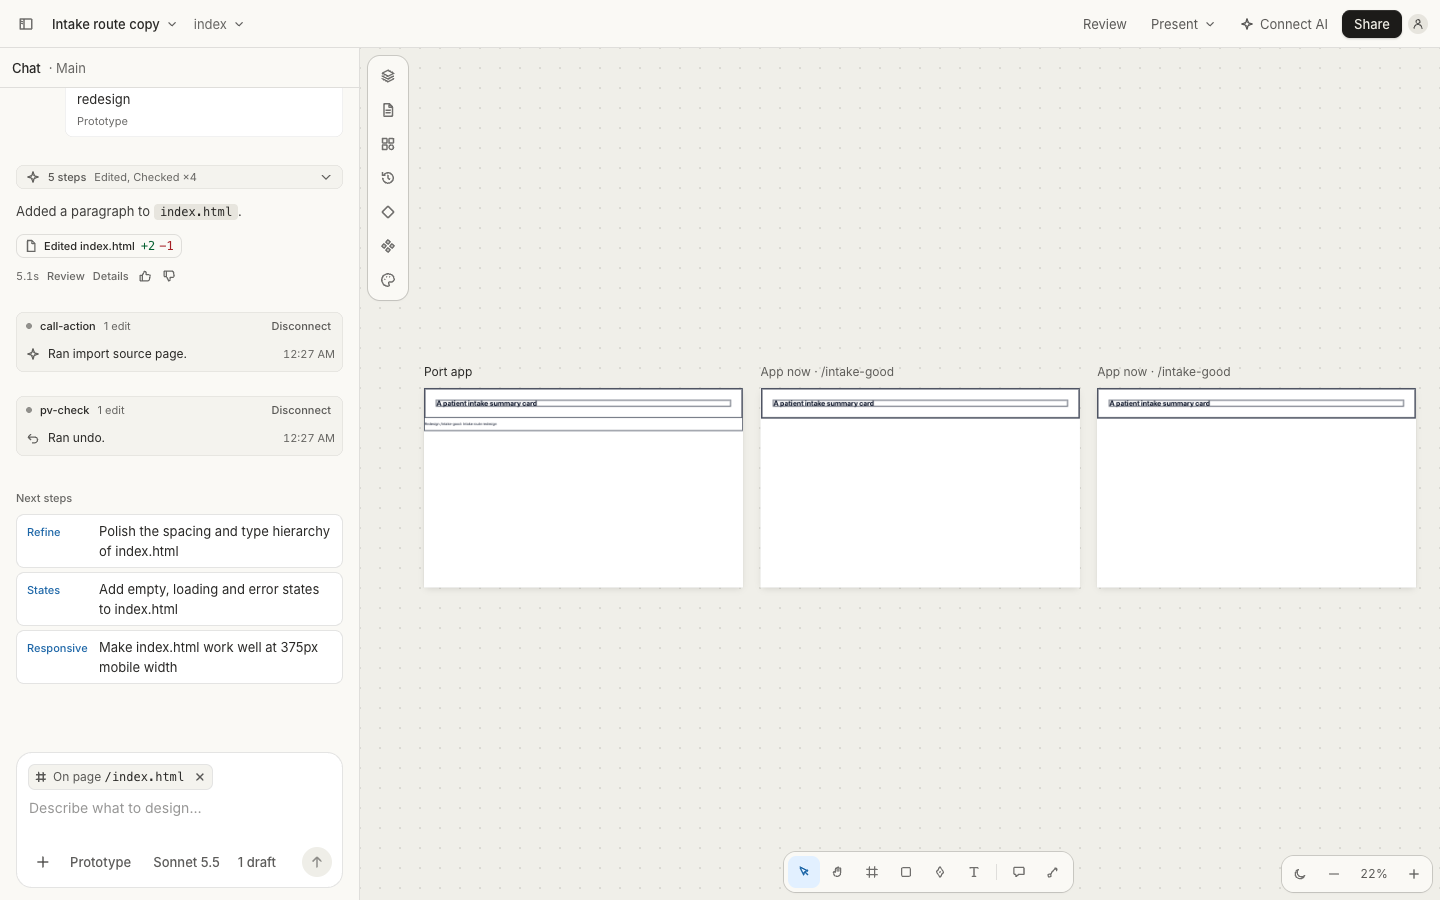 Intake route copy index
Review Present Connect AI Share
Chat · Main
redesign
Prototype
5 steps Edited, Checked ×4
Added a paragraph to index.html.
Edited index.html +2 −1
5.1s Review Details
call-action 1 edit Disconnect
Ran import source page. 12:27 AM
pv-check 1 edit Disconnect
Ran undo. 12:27 AM
Next steps
Refine Polish the spacing and type hierarchy
of index.html
States Add empty, loading and error states
to index.html
Responsive Make index.html work well at 375px
mobile width
On page /index.html
Describe what to design...
Prototype Sonnet 5.5 1 draft
Port app
A patient intake summary card
App now · /intake-good
A patient intake summary card
App now · /intake-good
A patient intake summary card
22%